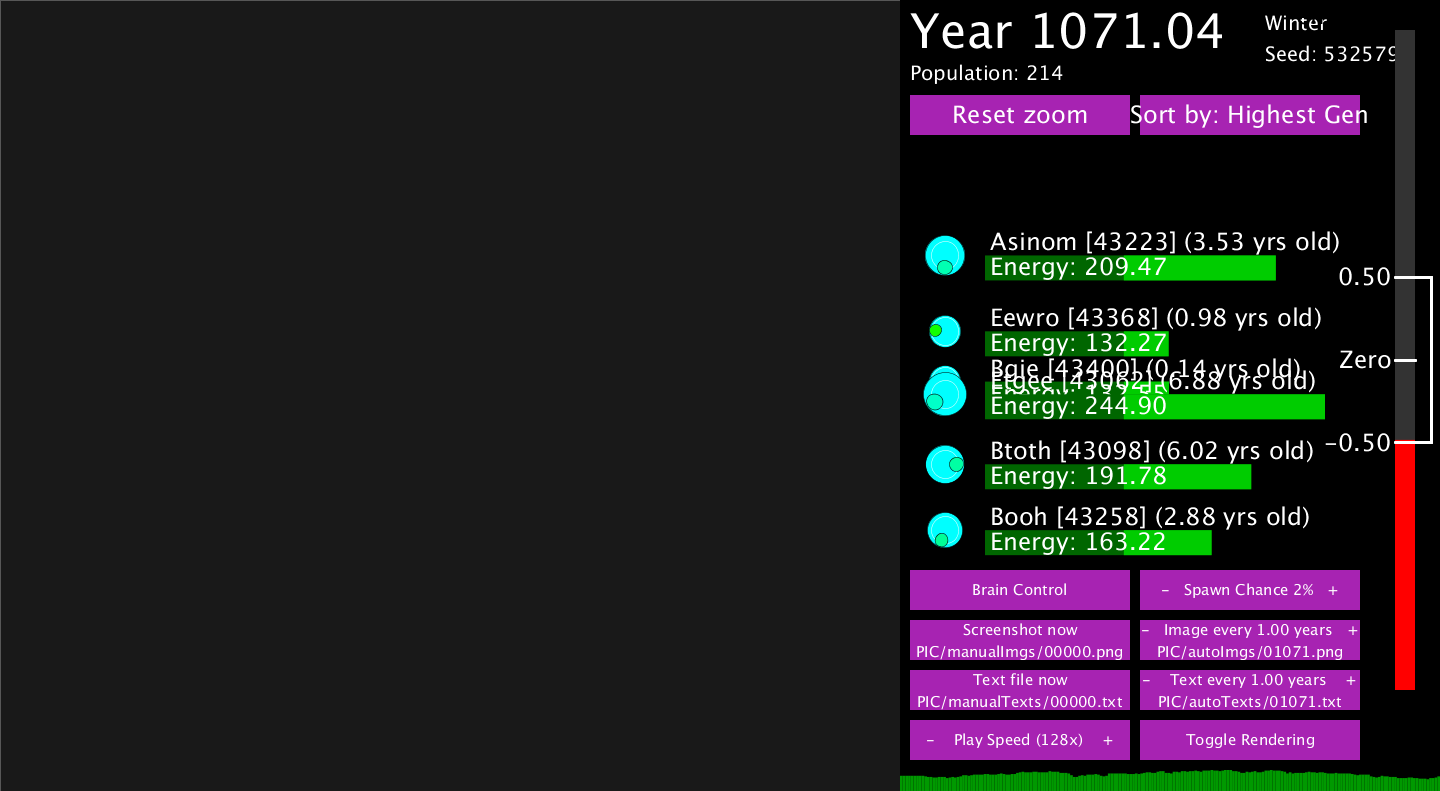 Year 1071.04
Winter
Seed: 532579
Population: 214
Reset zoom
Sort by: Highest Gen
Asinom [43223] (3.53 yrs old)
Energy: 209.47
0.50
Eewro [43368] (0.98 yrs old)
Energy: 132.27
Zero
Bgie [43400] (0.14 yrs old)
Etgee [43062] (6.88 yrs old)
Energy: 244.90
-0.50
Btoth [43098] (6.02 yrs old)
Energy: 191.78
Booh [43258] (2.88 yrs old)
Energy: 163.22
Brain Control
- Spawn Chance 2% +
Screenshot now
PIC/manualImgs/00000.png
- Image every 1.00 years +
PIC/autoImgs/01071.png
Text file now
PIC/manualTexts/00000.txt
- Text every 1.00 years +
PIC/autoTexts/01071.txt
- Play Speed (128x) +
Toggle Rendering